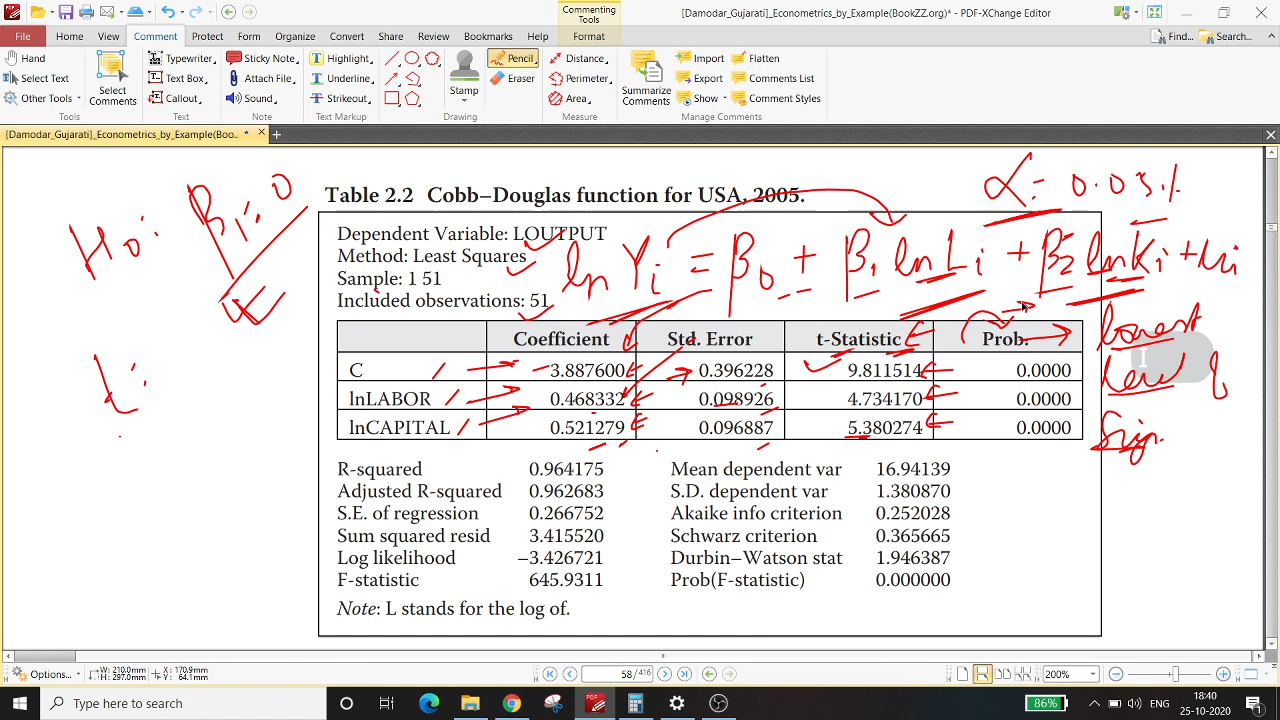 Commenting Tools
[Damodar_Gujarati]_Econometrics_by_Example(BookZZ.org)* - PDF-XChange Editor
File Home View Comment Protect Form Organize Convert Share Review Bookmarks Help Format
Find... Search...
Hand Select Text Other Tools Tools
Select Comments
Typewriter Text Box Callout
Sticky Note Attach File Sound Note
Highlight Underline Strikeout Text Markup
Pencil Eraser Drawing
Stamp
Distance Perimeter Area Measure
Summarize Comments
Import Export Show
Flatten Comments List Comment Styles
Manage Comments
[Damodar_Gujarati]_Econometrics_by_Example(Boo.. *
Table 2.2 Cobb–Douglas function for USA, 2005.
α = 0.05%
H0: B1 = 0
Dependent Variable: LOUTPUT
Method: Least Squares
Sample: 1 51
Included observations: 51
ln Yi = β0 + β1 ln Li + β2 ln Ki + ui
Coefficient Std. Error t-Statistic Prob.
C 3.887600 0.396228 9.811514 0.0000
lnLABOR 0.468332 0.098926 4.734170 0.0000
lnCAPITAL 0.521279 0.096887 5.380274 0.0000
lowest
level of
Sign.
L:
R-squared 0.964175 Mean dependent var 16.94139
Adjusted R-squared 0.962683 S.D. dependent var 1.380870
S.E. of regression 0.266752 Akaike info criterion 0.252028
Sum squared resid 3.415520 Schwarz criterion 0.365665
Log likelihood –3.426721 Durbin–Watson stat 1.946387
F-statistic 645.9311 Prob(F-statistic) 0.000000
Note: L stands for the log of.
Options... W: 210.0mm H: 297.0mm X: 170.9mm Y: 64.1mm 58 /416 200%
Type here to search 86% ENG 18:40 25-10-2020